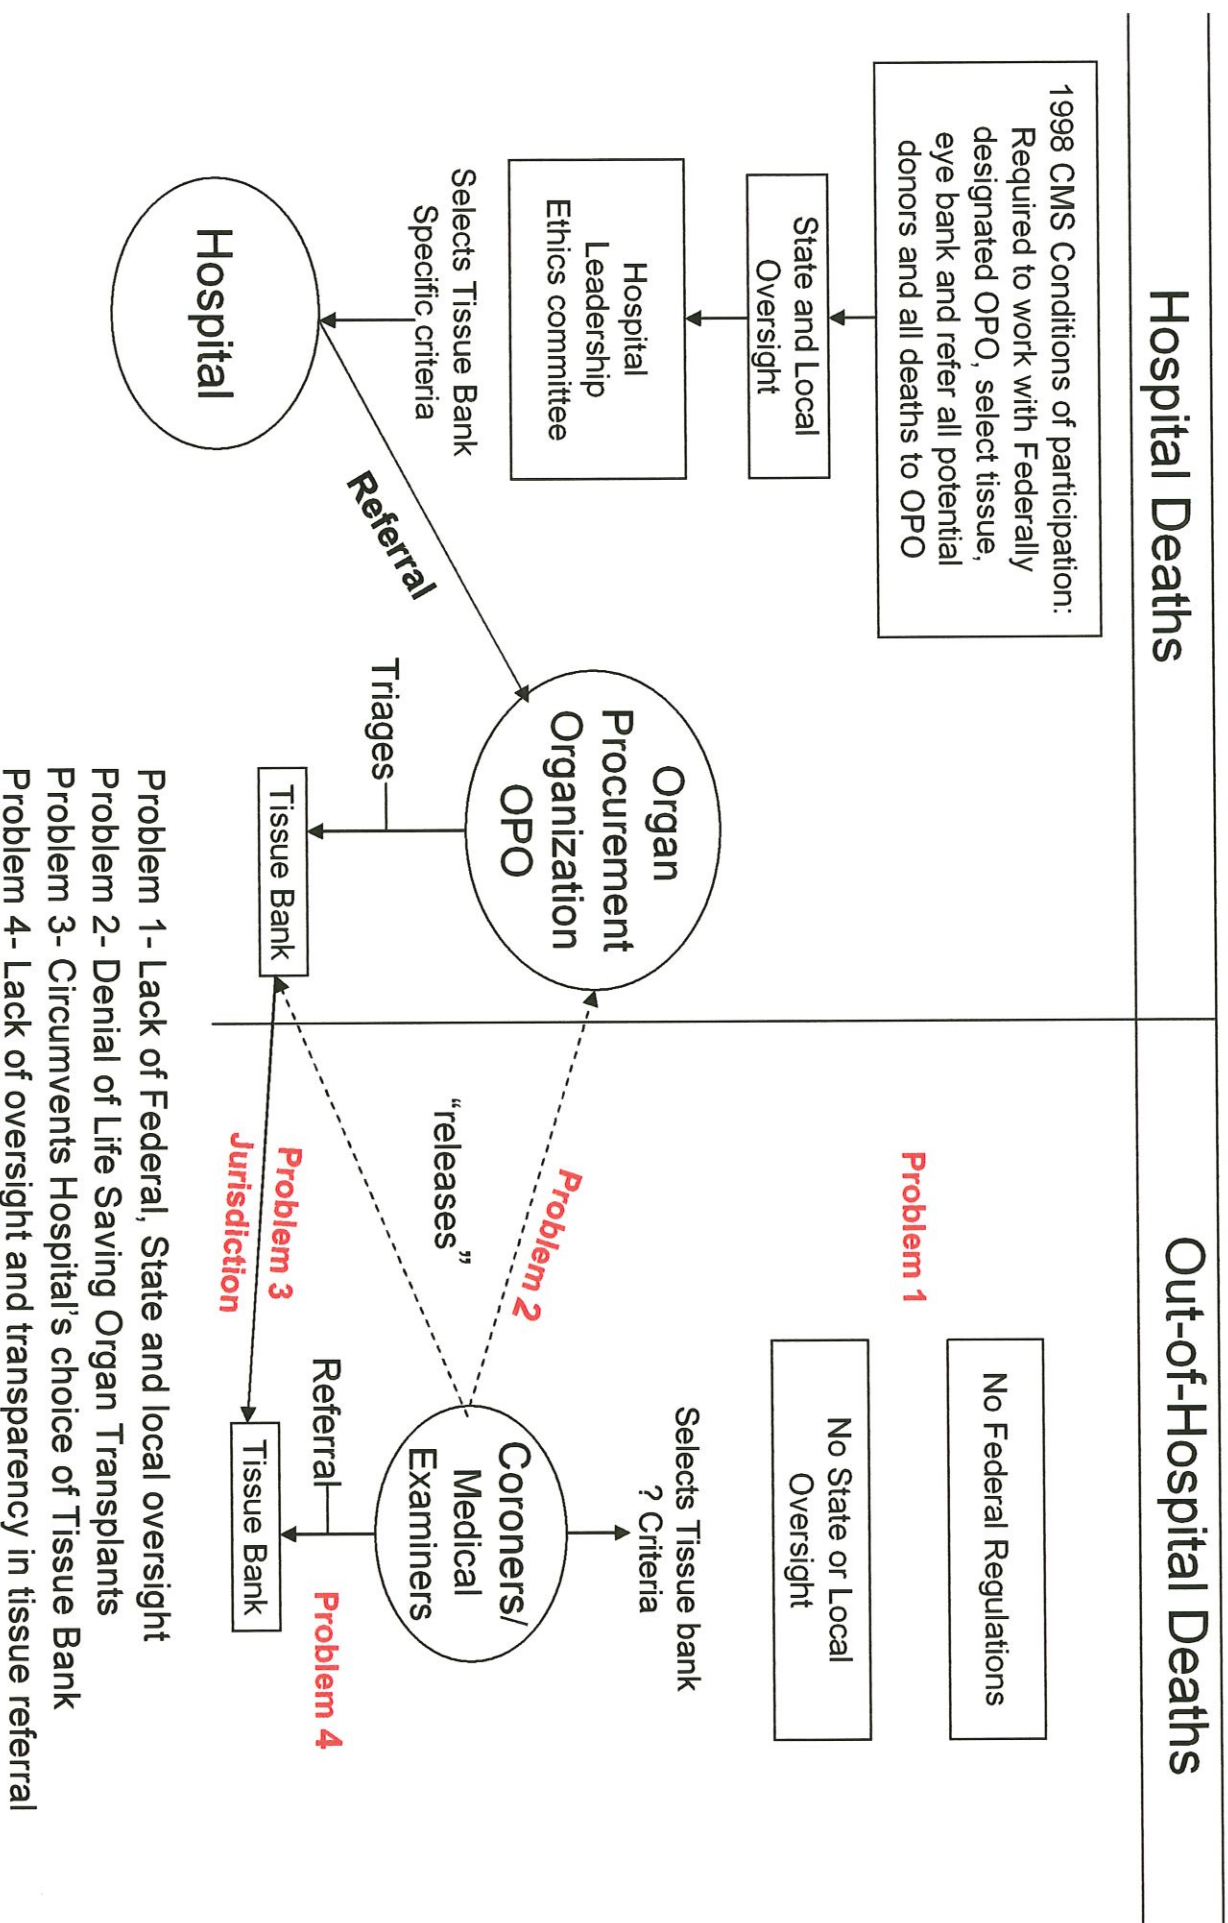 Hospital Deaths
Out-of-Hospital Deaths
1998 CMS Conditions of participation:
Required to work with Federally
designated OPO, select tissue,
eye bank and refer all potential
donors and all deaths to OPO
State and Local
Oversight
Hospital
Leadership
Ethics committee
Selects Tissue Bank
Specific criteria
Hospital
Referral
Organ
Procurement
Organization
OPO
Triages
Tissue Bank
Problem 1
No Federal Regulations
No State or Local
Oversight
Selects Tissue bank
? Criteria
Coroners/
Medical
Examiners
Problem 2
"releases"
Referral
Problem 4
Tissue Bank
Problem 3
Jurisdiction
Problem 1- Lack of Federal, State and local oversight
Problem 2- Denial of Life Saving Organ Transplants
Problem 3- Circumvents Hospital's choice of Tissue Bank
Problem 4- Lack of oversight and transparency in tissue referral